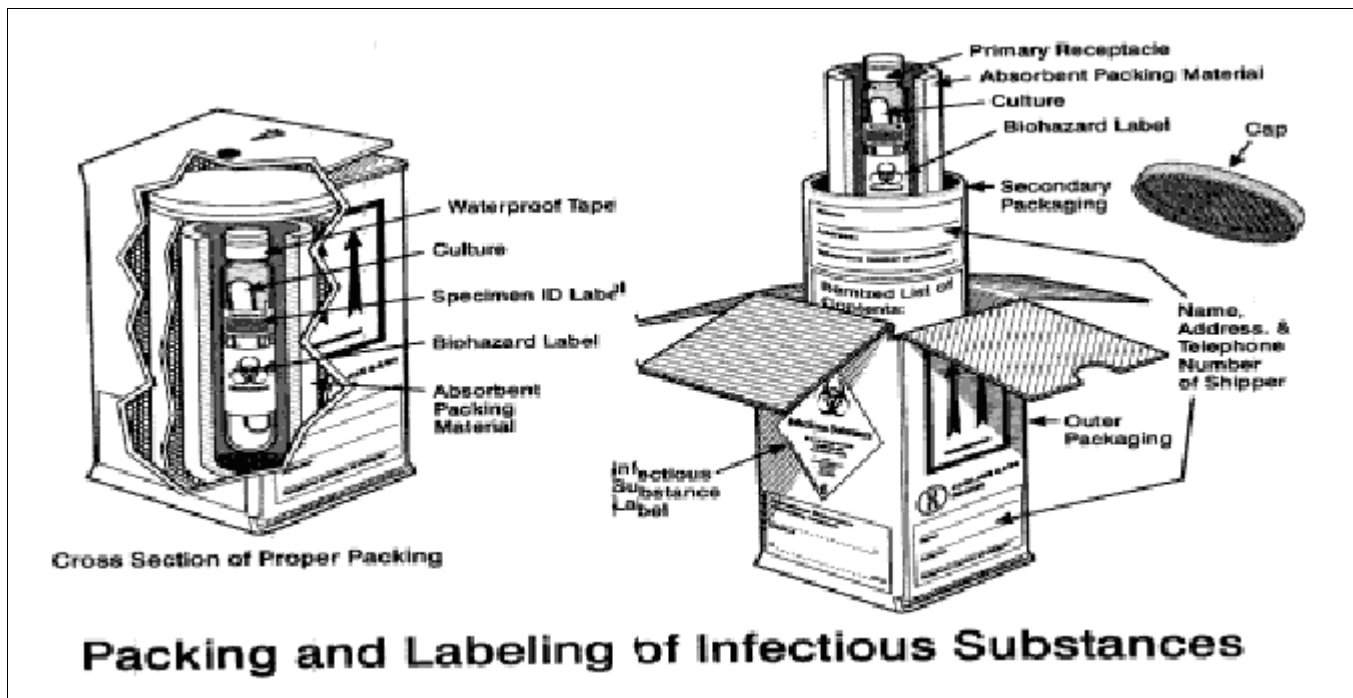 Waterproof Tape
Culture
Specimen ID Label
Biohazard Label
Absorbent
Packing
Material
Cross Section of Proper Packing
Primary Receptacle
Absorbent Packing Material
Culture
Biohazard Label
Cap
Secondary
Packaging
Itemized List of
Contents:
Name,
Address. &
Telephone
Number
of Shipper
Outer
Packaging
Infectious Substance
Infectious
Substance
Label
Packing and Labeling of Infectious Substances